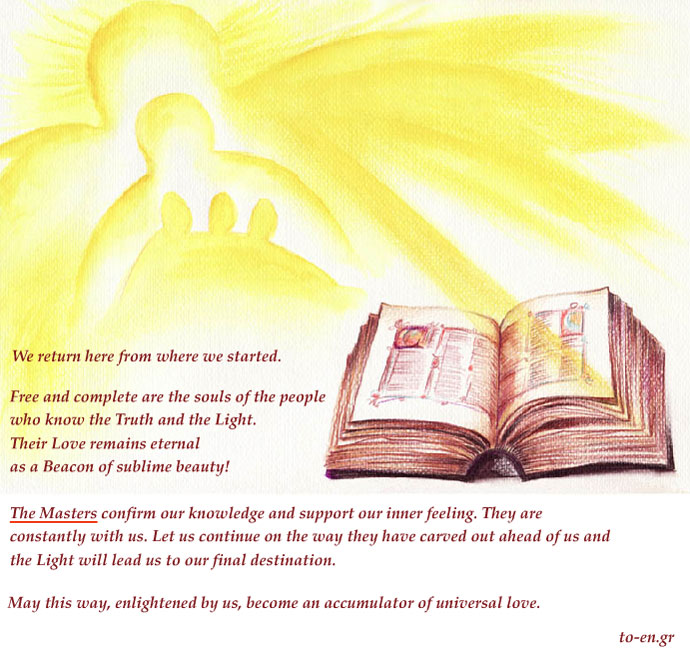 We return here from where we started.
Free and complete are the souls of the people
who know the Truth and the Light.
Their Love remains eternal
as a Beacon of sublime beauty!
The Masters confirm our knowledge and support our inner feeling. They are
constantly with us. Let us continue on the way they have carved out ahead of us and
the Light will lead us to our final destination.
May this way, enlightened by us, become an accumulator of universal love.
to-en.gr